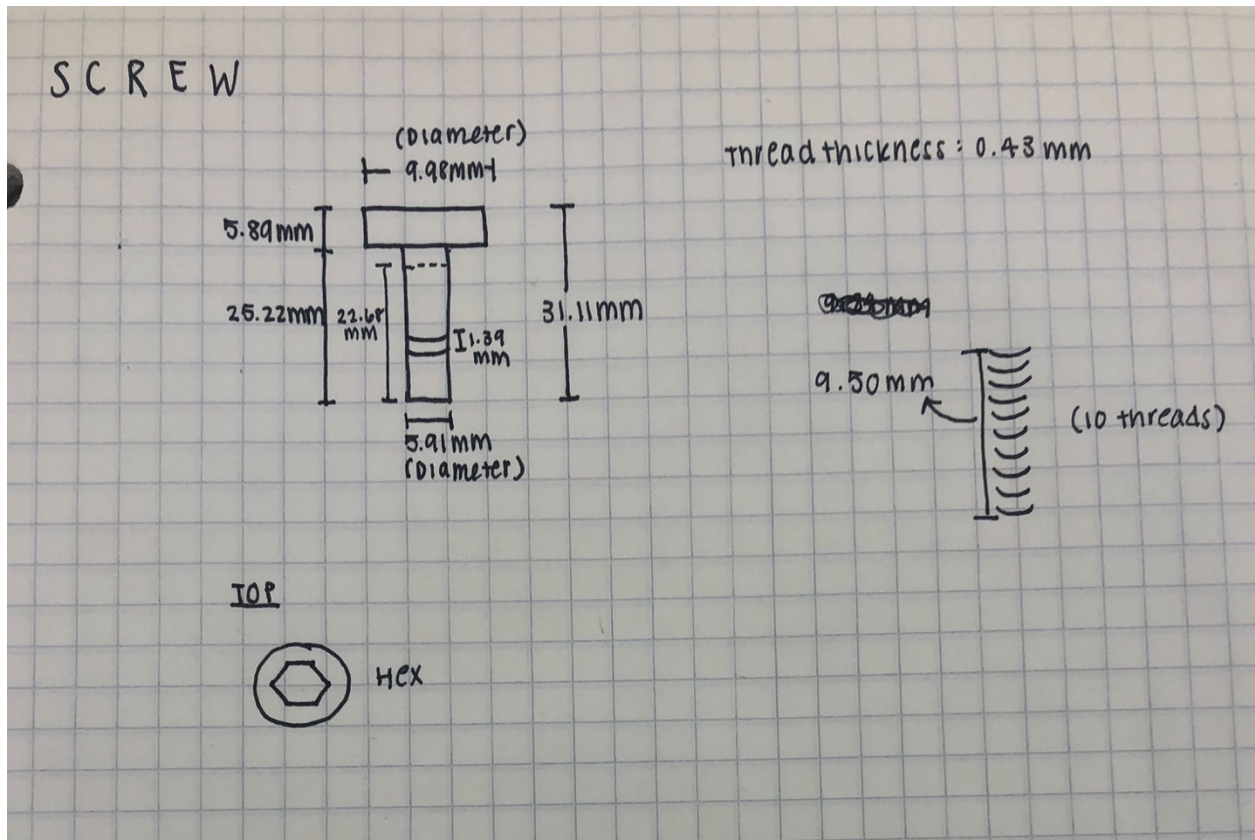 SCREW
(Diameter)
9.98mm
Thread thickness: 0.43 mm
5.89mm
25.22mm
22.68
mm
1.39
mm
31.11mm
5.91mm
(Diameter)
9.50mm
(10 threads)
TOP
Hex